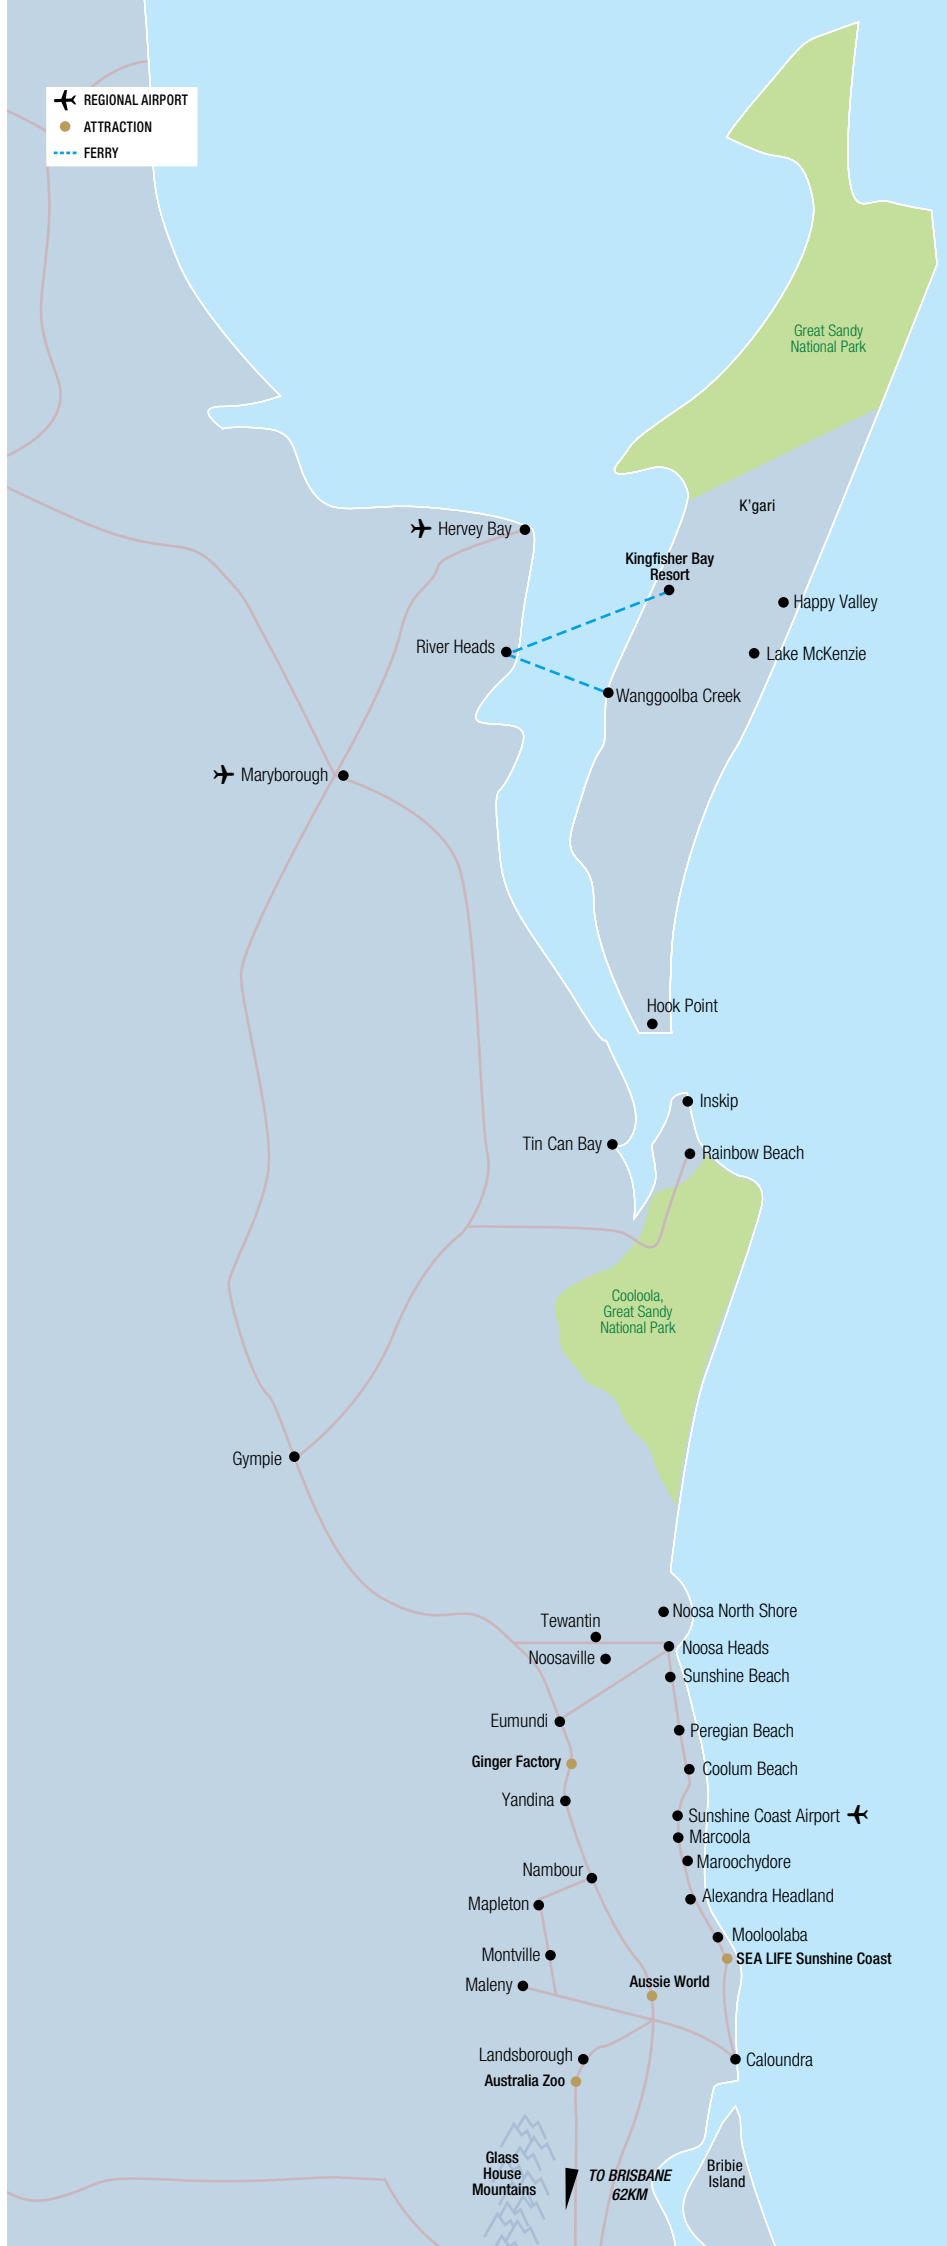 REGIONAL AIRPORT
ATTRACTION
FERRY
Great Sandy
National Park
K'gari
Hervey Bay
Kingfisher Bay
Resort
Happy Valley
River Heads
Lake McKenzie
Wanggoolba Creek
Maryborough
Hook Point
Inskip
Tin Can Bay
Rainbow Beach
Cooloola,
Great Sandy
National Park
Gympie
Noosa North Shore
Tewantin
Noosa Heads
Noosaville
Sunshine Beach
Eumundi
Peregian Beach
Ginger Factory
Coolum Beach
Yandina
Sunshine Coast Airport
Marcoola
Maroochydore
Nambour
Alexandra Headland
Mapleton
Mooloolaba
Montville
SEA LIFE Sunshine Coast
Aussie World
Maleny
Landsborough
Caloundra
Australia Zoo
Glass
House
Mountains
TO BRISBANE
62KM
Bribie
Island